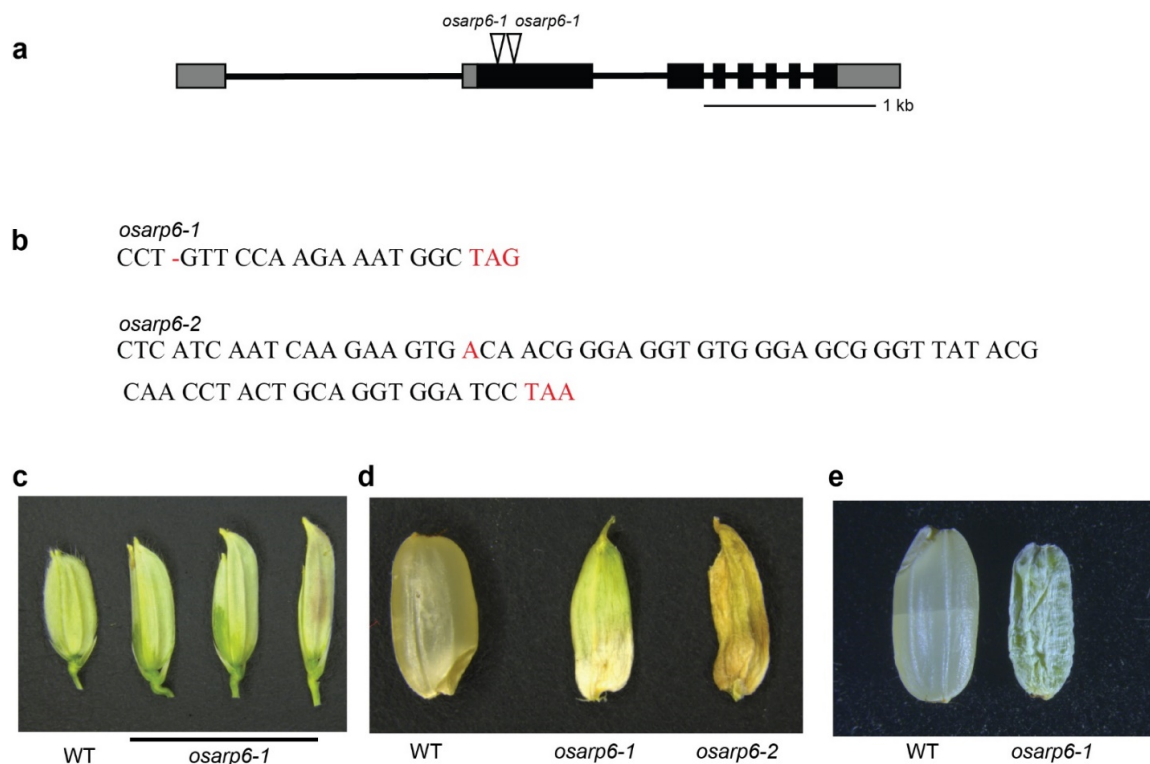 a
osarp6-1 osarp6-1
1 kb
b
osarp6-1
CCT -GTT CCA AGA AAT GGC TAG
osarp6-2
CTC ATC AAT CAA GAA GTG ACA ACG GGA GGT GTG GGA GCG GGT TAT ACG
CAA CCT ACT GCA GGT GGA TCC TAA
c
WT osarp6-1
d
WT osarp6-1 osarp6-2
e
WT osarp6-1